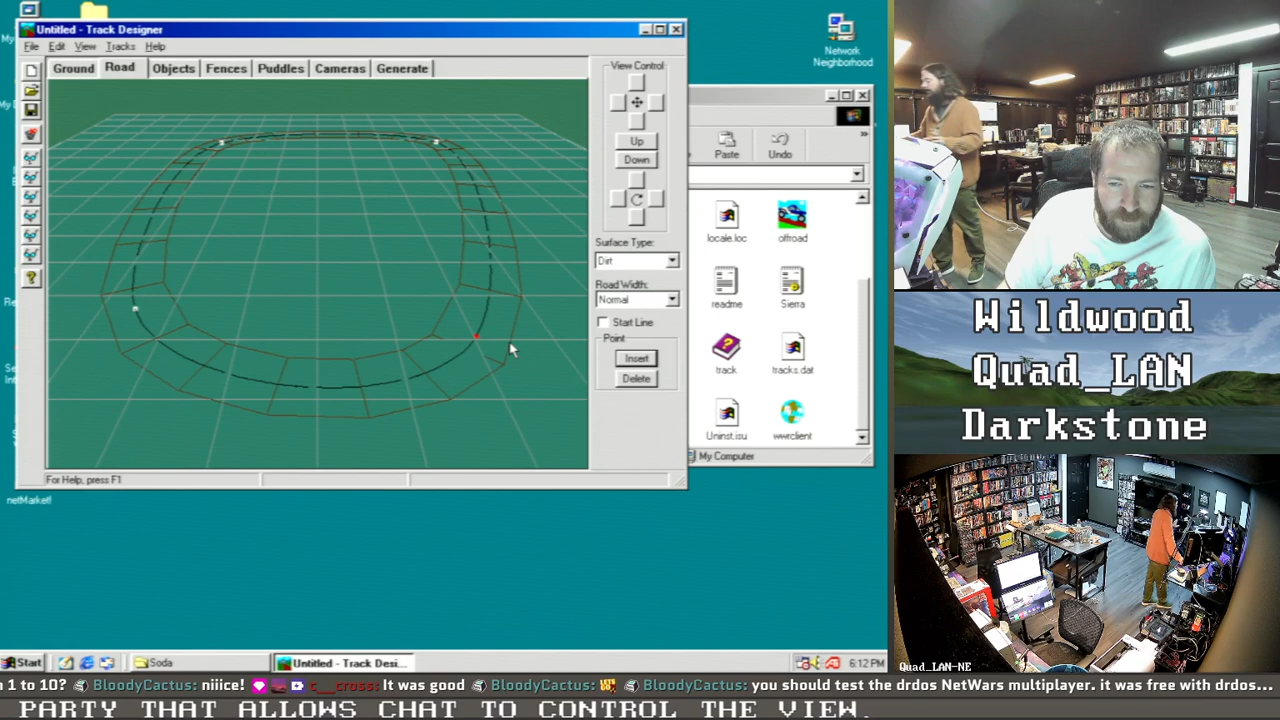 Untitled - Track Designer
File Edit View Tracks Help
Ground Road Objects Fences Puddles Cameras Generate
View Control:
Up
Down
Surface Type:
Dirt
Road Width:
Normal
Start Line
Point
Insert
Delete
For Help, press F1
Paste Undo
locale.loc offroad
readme Sierra
track tracks.dat
Uninst.isu wwrclient
My Computer
Network
Neighborhood
netMarket!
Start Soda Untitled - Track Desi... 6:12 PM
Wildwood
Quad_LAN
Darkstone
Quad_LAN-NE
n 1 to 10? BloodyCactus: niiice! c__cross: It was good BloodyCactus: BloodyCactus: you should test the drdos NetWars multiplayer. it was free with drdos...
PARTY THAT ALLOWS CHAT TO CONTROL THE VIEW.